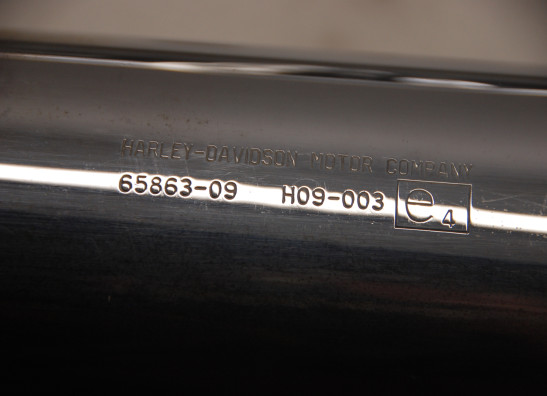 HARLEY-DAVIDSON MOTOR COMPANY
65863-09 H09-003 e4